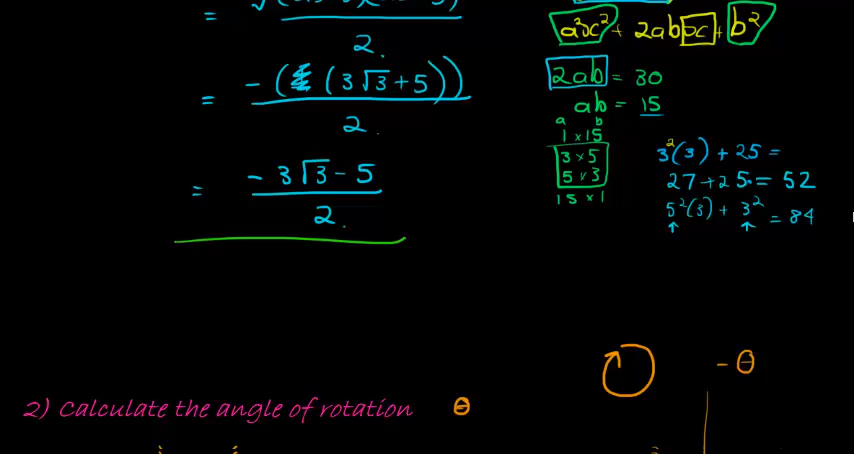 =
2.
a²x² + 2abx + b²
= - ( (3√3 + 5))
2.
2ab = 30
ab = 15
a b
1 × 15
3 × 5
5 × 3
15 × 1
3²(3) + 25 =
27 + 25 = 52
5²(3) + 3² = 84
= -3√3 - 5
2.
- θ
2) Calculate the angle of rotation θ